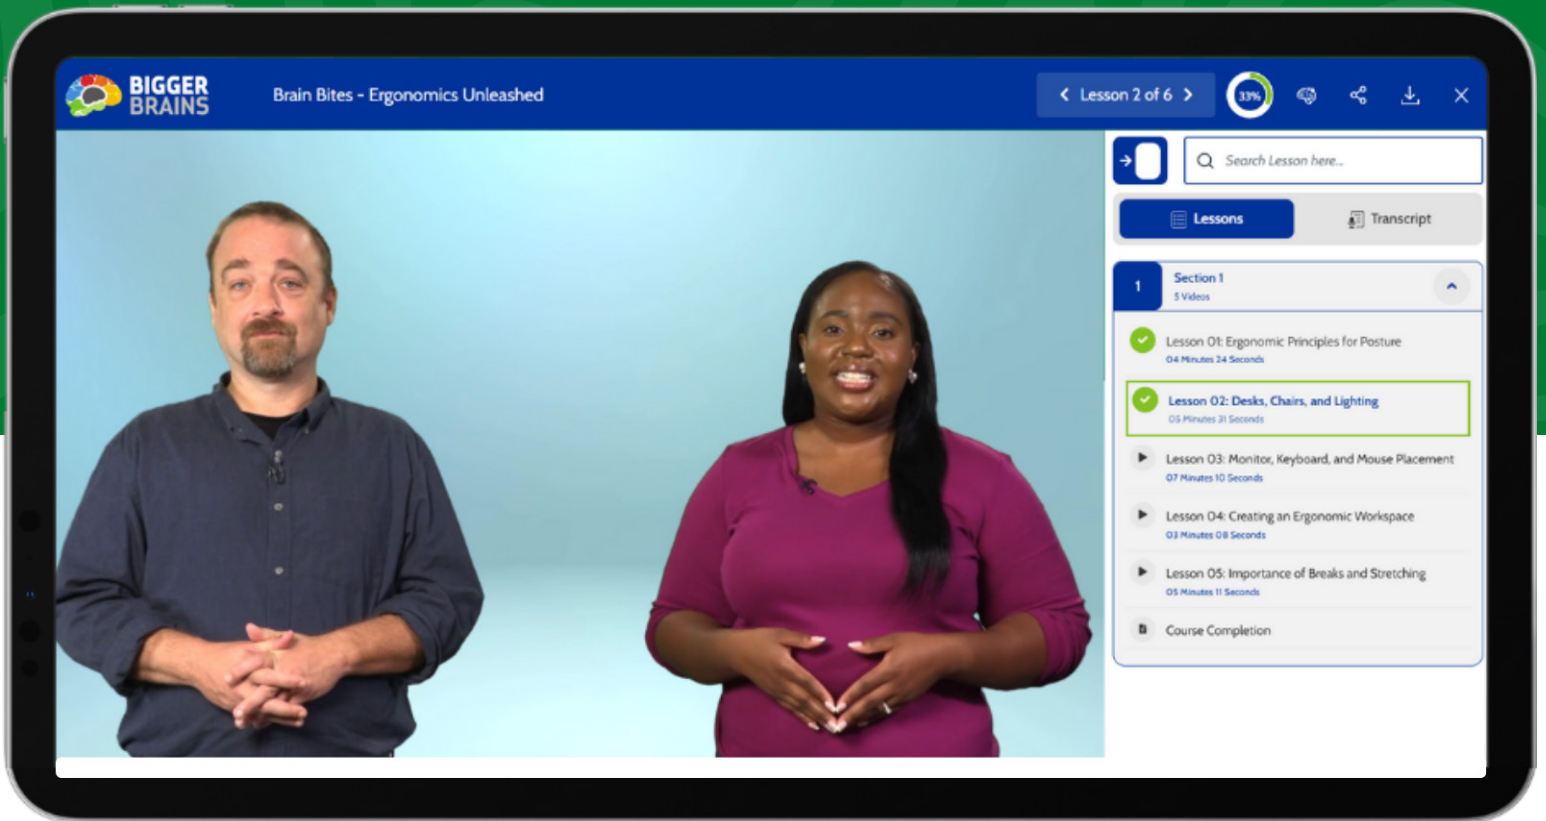 BIGGER
BRAINS
Brain Bites - Ergonomics Unleashed
Lesson 2 of 6
33%
Search Lesson here...
Lessons
Transcript
1
Section 1
5 Videos
Lesson 01: Ergonomic Principles for Posture
04 Minutes 24 Seconds
Lesson 02: Desks, Chairs, and Lighting
05 Minutes 31 Seconds
Lesson 03: Monitor, Keyboard, and Mouse Placement
07 Minutes 10 Seconds
Lesson 04: Creating an Ergonomic Workspace
03 Minutes 08 Seconds
Lesson 05: Importance of Breaks and Stretching
05 Minutes 11 Seconds
Course Completion